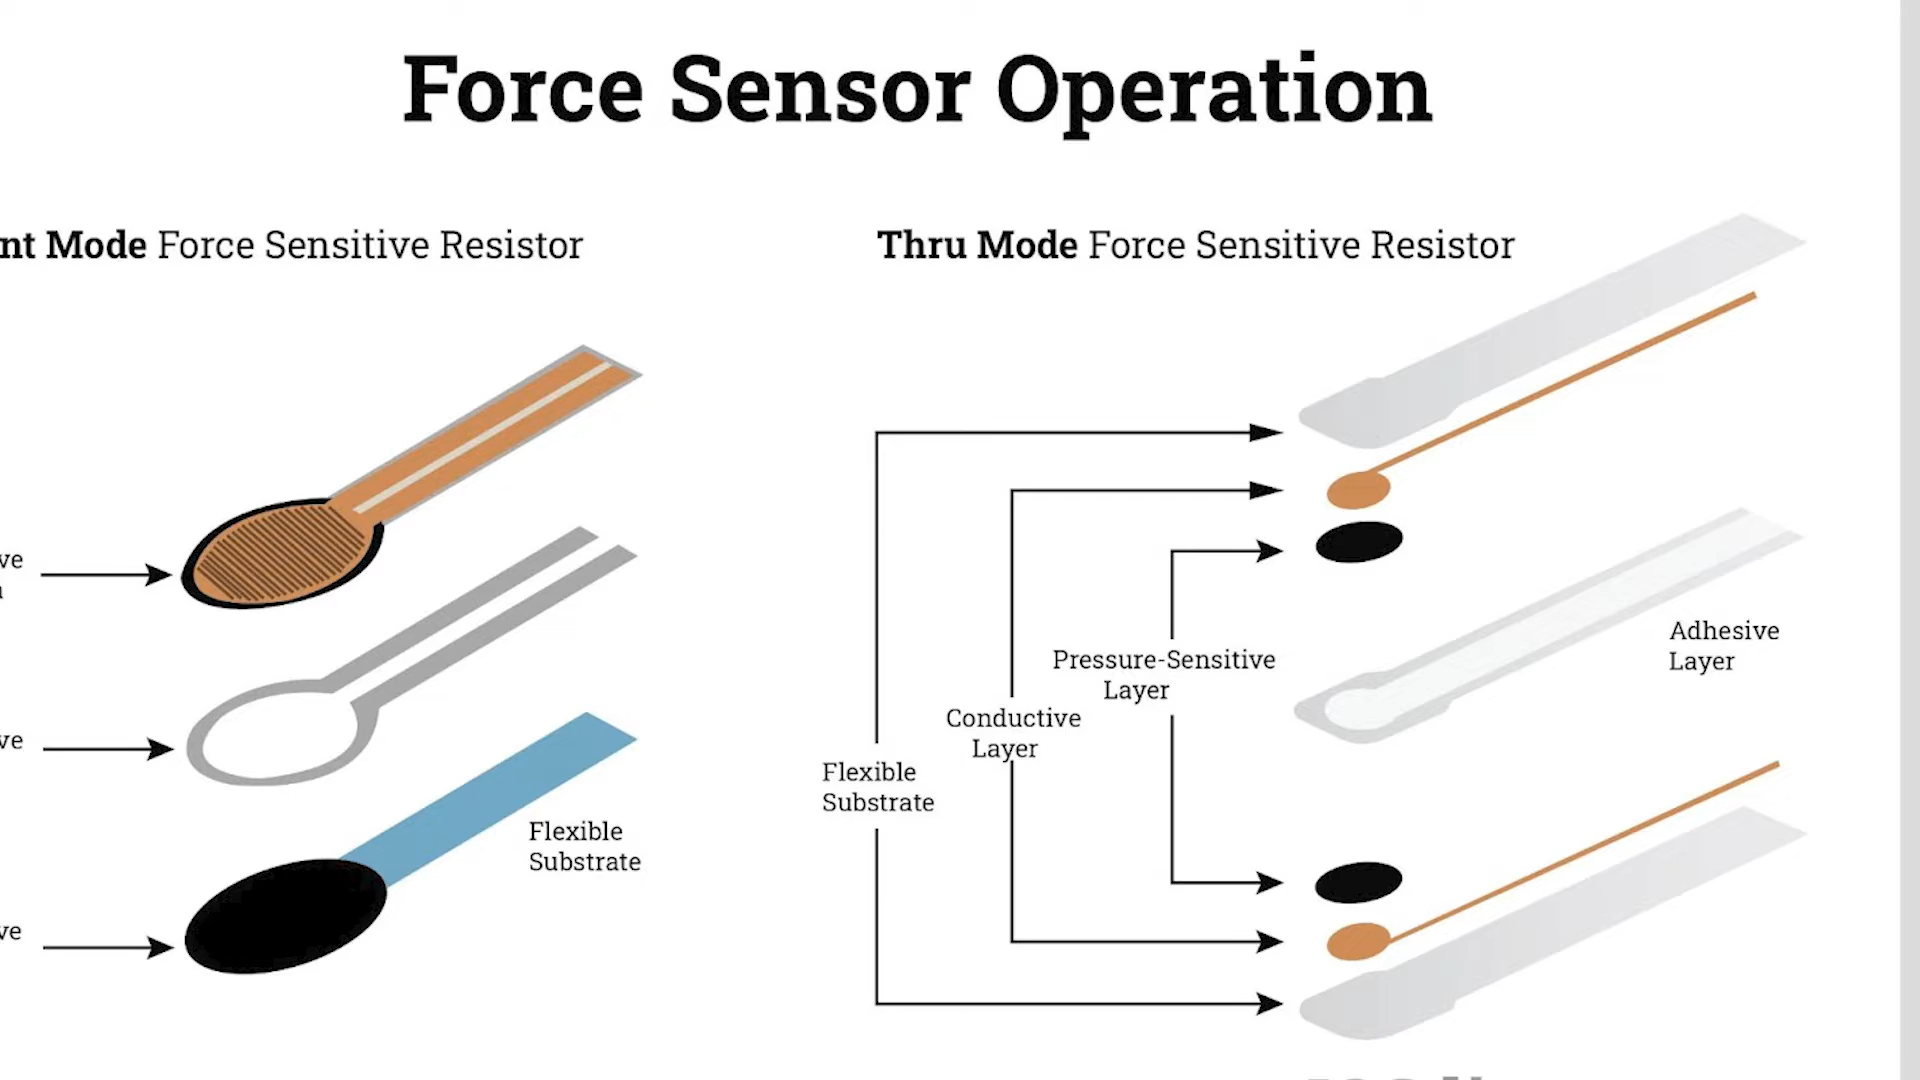 Force Sensor Operation
nt Mode Force Sensitive Resistor
ve
ve
Flexible
Substrate
ve
Thru Mode Force Sensitive Resistor
Pressure-Sensitive
Layer
Conductive
Layer
Flexible
Substrate
Adhesive
Layer